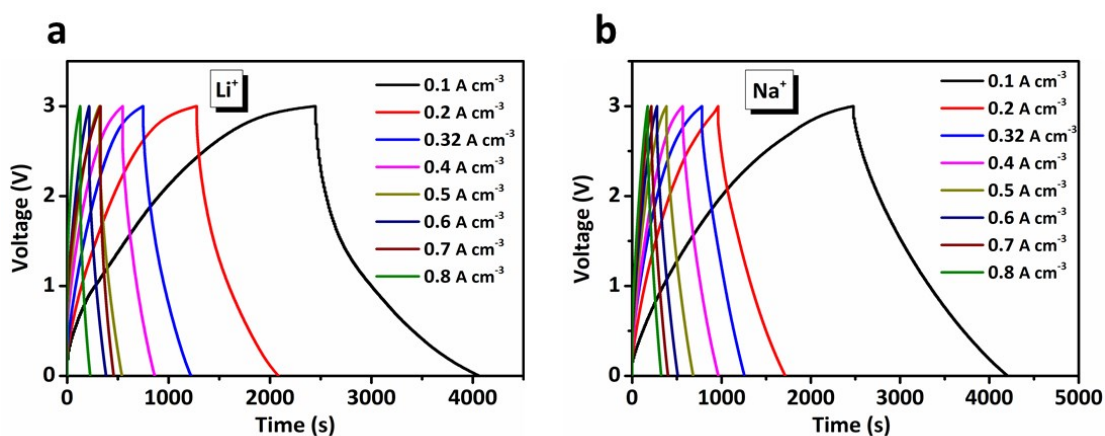 a
Li⁺
0.1 A cm⁻³
0.2 A cm⁻³
0.32 A cm⁻³
0.4 A cm⁻³
0.5 A cm⁻³
0.6 A cm⁻³
0.7 A cm⁻³
0.8 A cm⁻³
Voltage (V)
3
2
1
0
0 1000 2000 3000 4000
Time (s)
b
Na⁺
0.1 A cm⁻³
0.2 A cm⁻³
0.32 A cm⁻³
0.4 A cm⁻³
0.5 A cm⁻³
0.6 A cm⁻³
0.7 A cm⁻³
0.8 A cm⁻³
Voltage (V)
3
2
1
0
0 1000 2000 3000 4000 5000
Time (s)